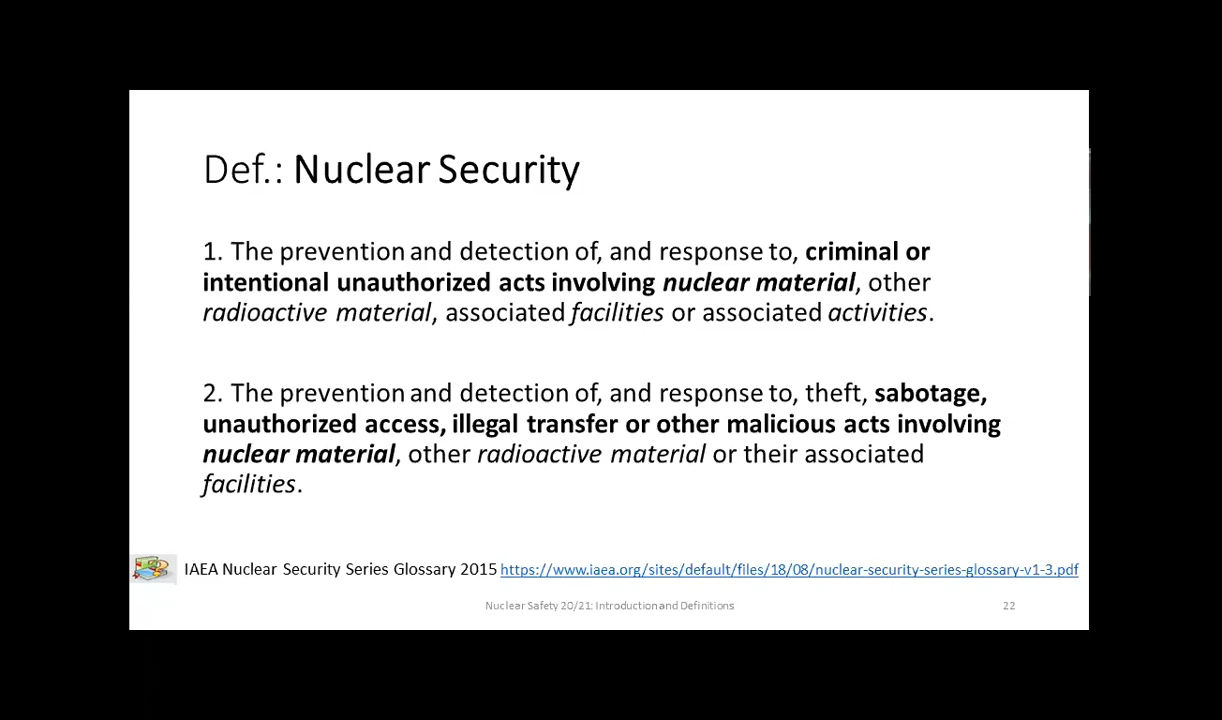 Def.: Nuclear Security
1. The prevention and detection of, and response to, criminal or
intentional unauthorized acts involving nuclear material, other
radioactive material, associated facilities or associated activities.
2. The prevention and detection of, and response to, theft, sabotage,
unauthorized access, illegal transfer or other malicious acts involving
nuclear material, other radioactive material or their associated
facilities.
IAEA Nuclear Security Series Glossary 2015 https://www.iaea.org/sites/default/files/18/08/nuclear-security-series-glossary-v1-3.pdf
Nuclear Safety 20/21: Introduction and Definitions 22